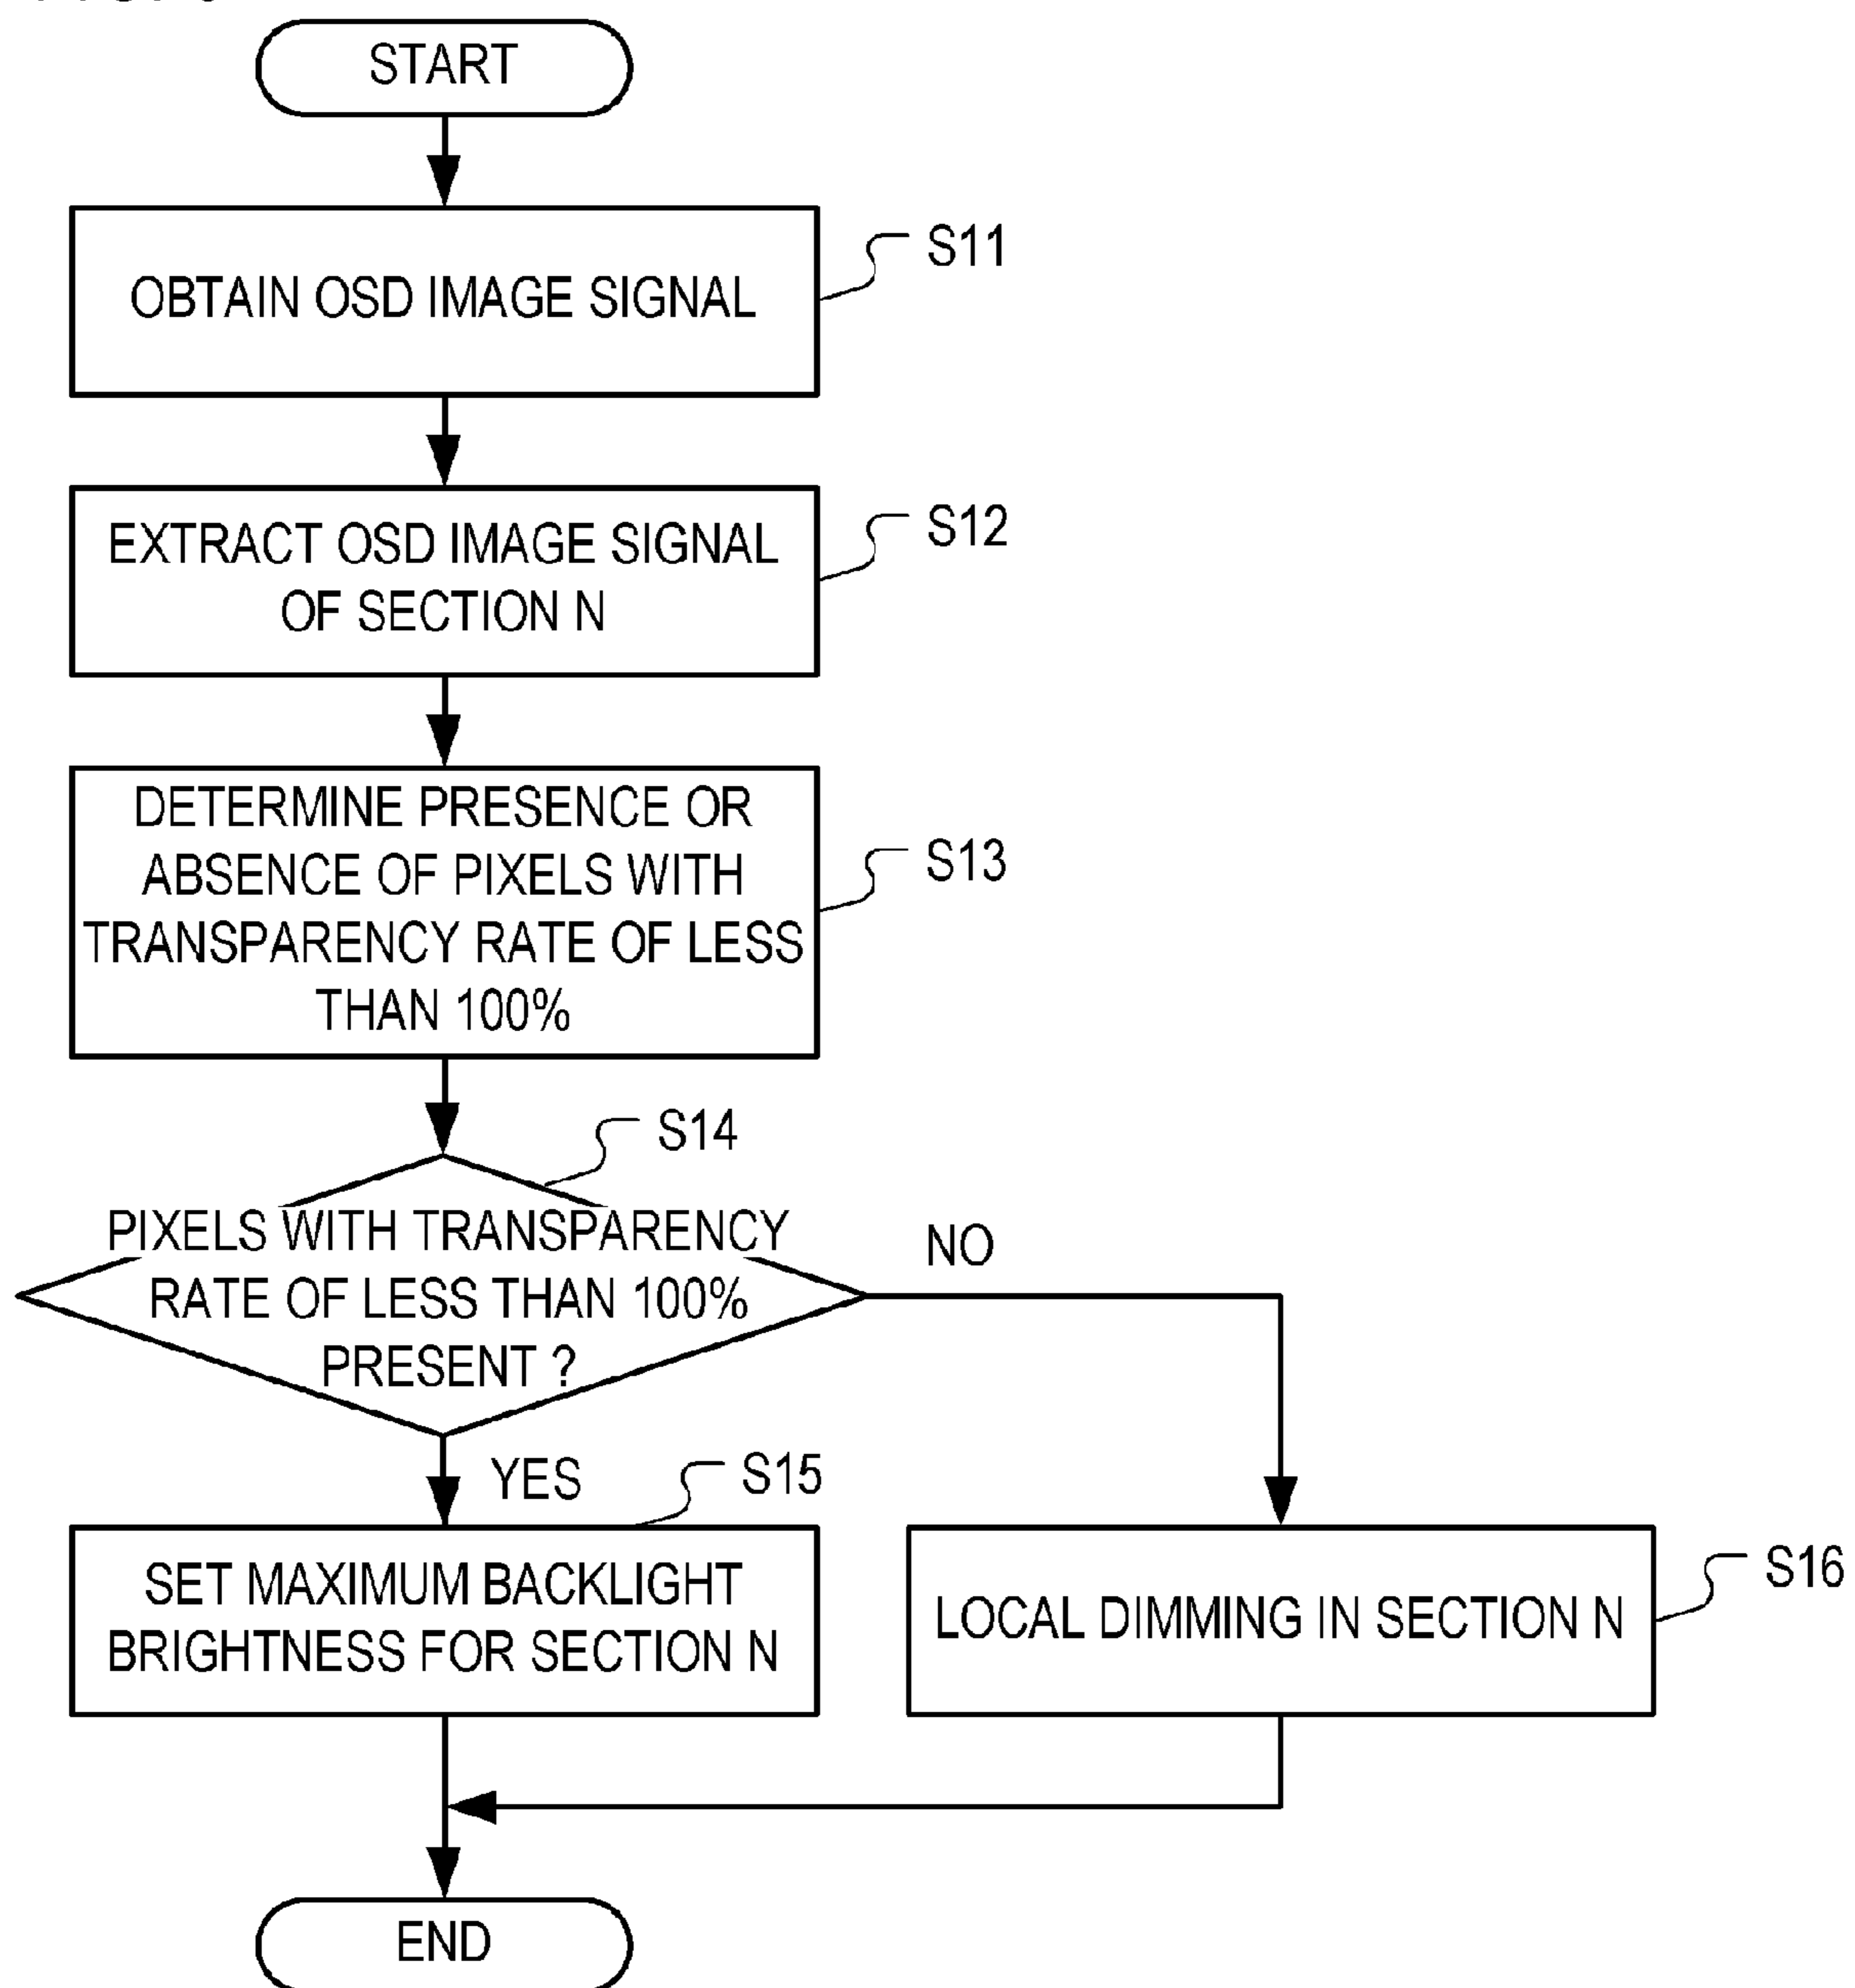 START
OBTAIN OSD IMAGE SIGNAL
S11
EXTRACT OSD IMAGE SIGNAL
OF SECTION N
S12
DETERMINE PRESENCE OR
ABSENCE OF PIXELS WITH
TRANSPARENCY RATE OF LESS
THAN 100%
S13
S14
PIXELS WITH TRANSPARENCY
RATE OF LESS THAN 100%
PRESENT ?
NO
YES
S15
SET MAXIMUM BACKLIGHT
BRIGHTNESS FOR SECTION N
S16
LOCAL DIMMING IN SECTION N
END